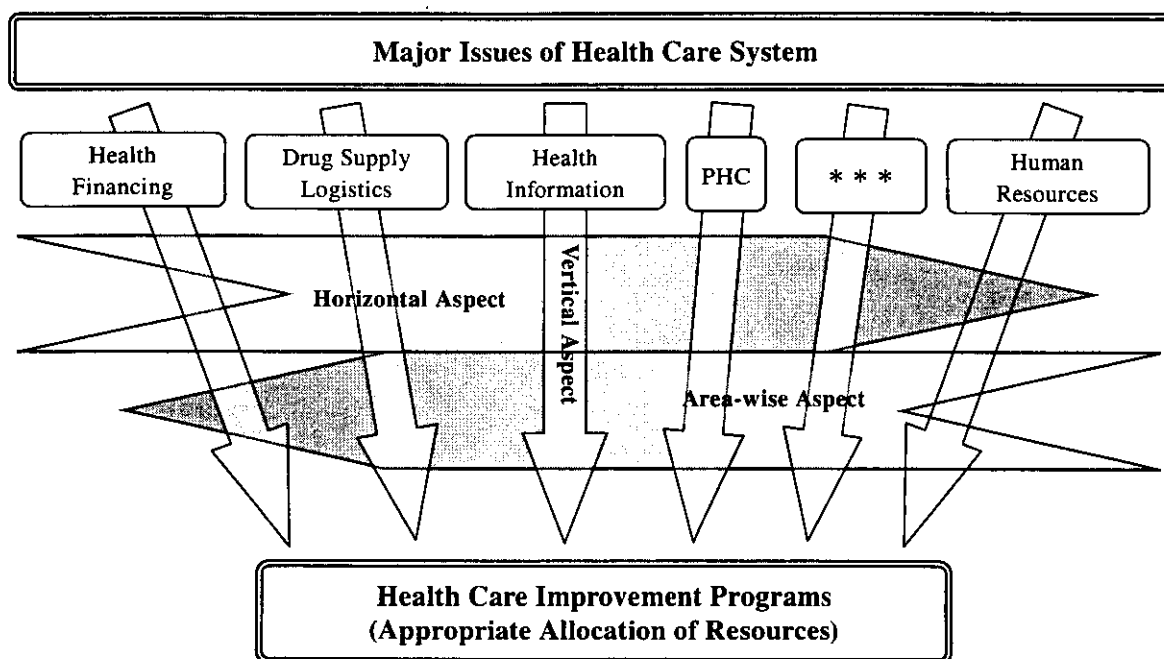 Major Issues of Health Care System
Health
Financing
Drug Supply
Logistics
Health
Information
PHC
* * *
Human
Resources
Horizontal Aspect
Vertical Aspect
Area-wise Aspect
Health Care Improvement Programs
(Appropriate Allocation of Resources)